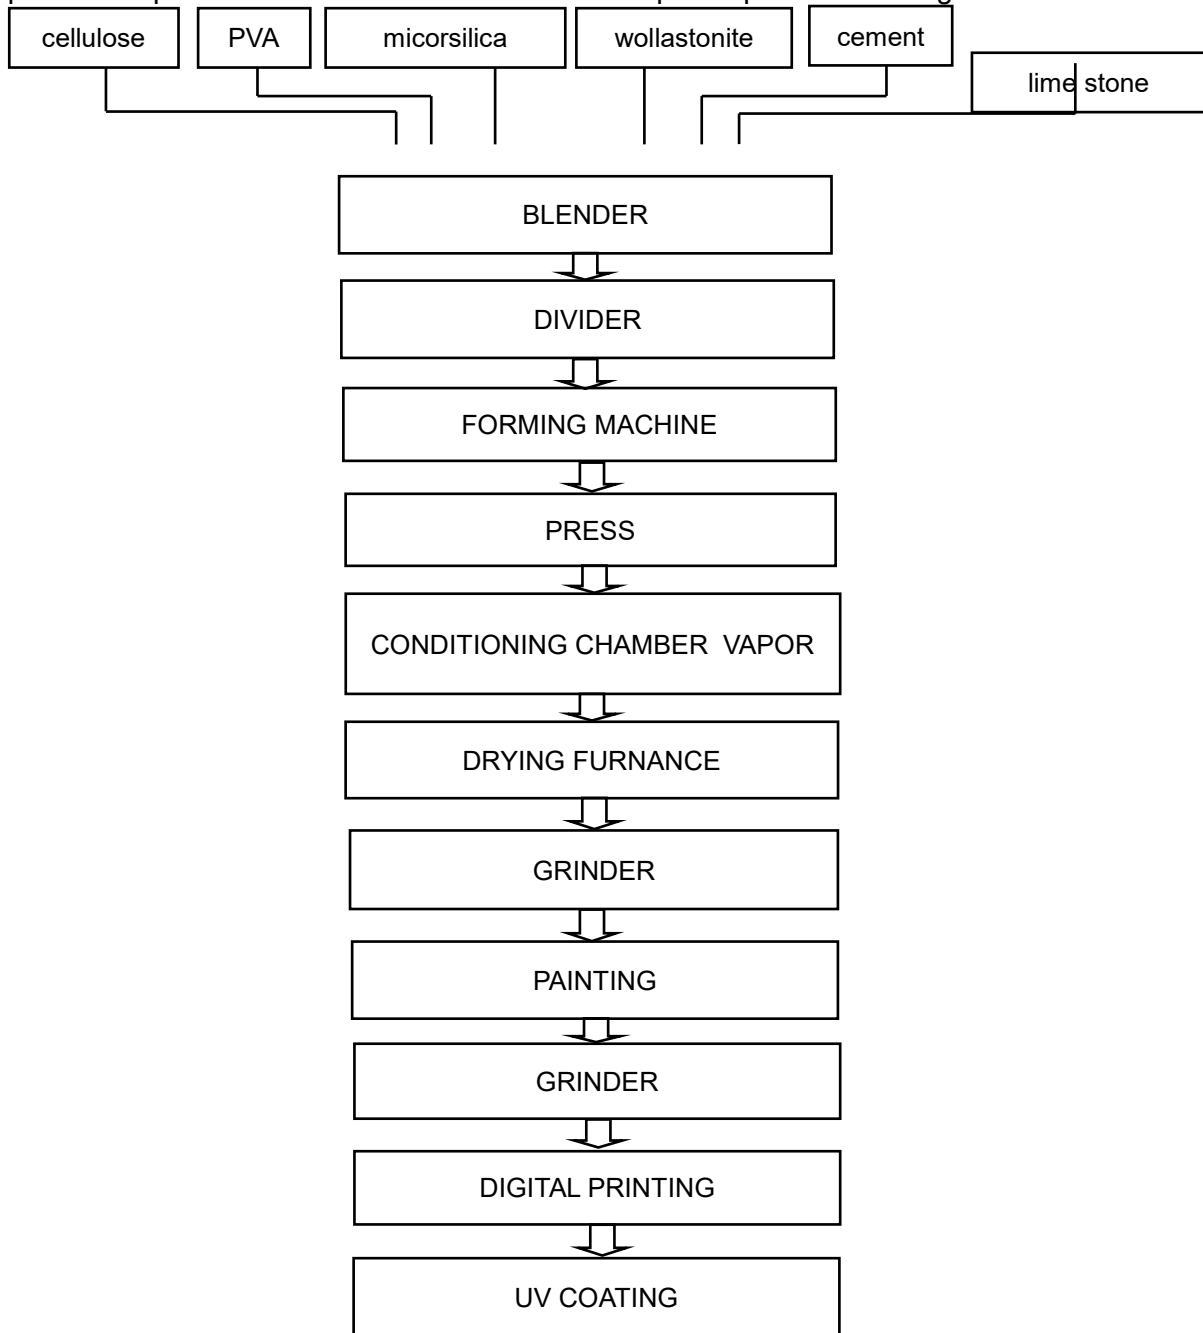 cellulose
PVA
micorsilica
wollastonite
cement
lime stone
BLENDER
DIVIDER
FORMING MACHINE
PRESS
CONDITIONING CHAMBER VAPOR
DRYING FURNANCE
GRINDER
PAINTING
GRINDER
DIGITAL PRINTING
UV COATING